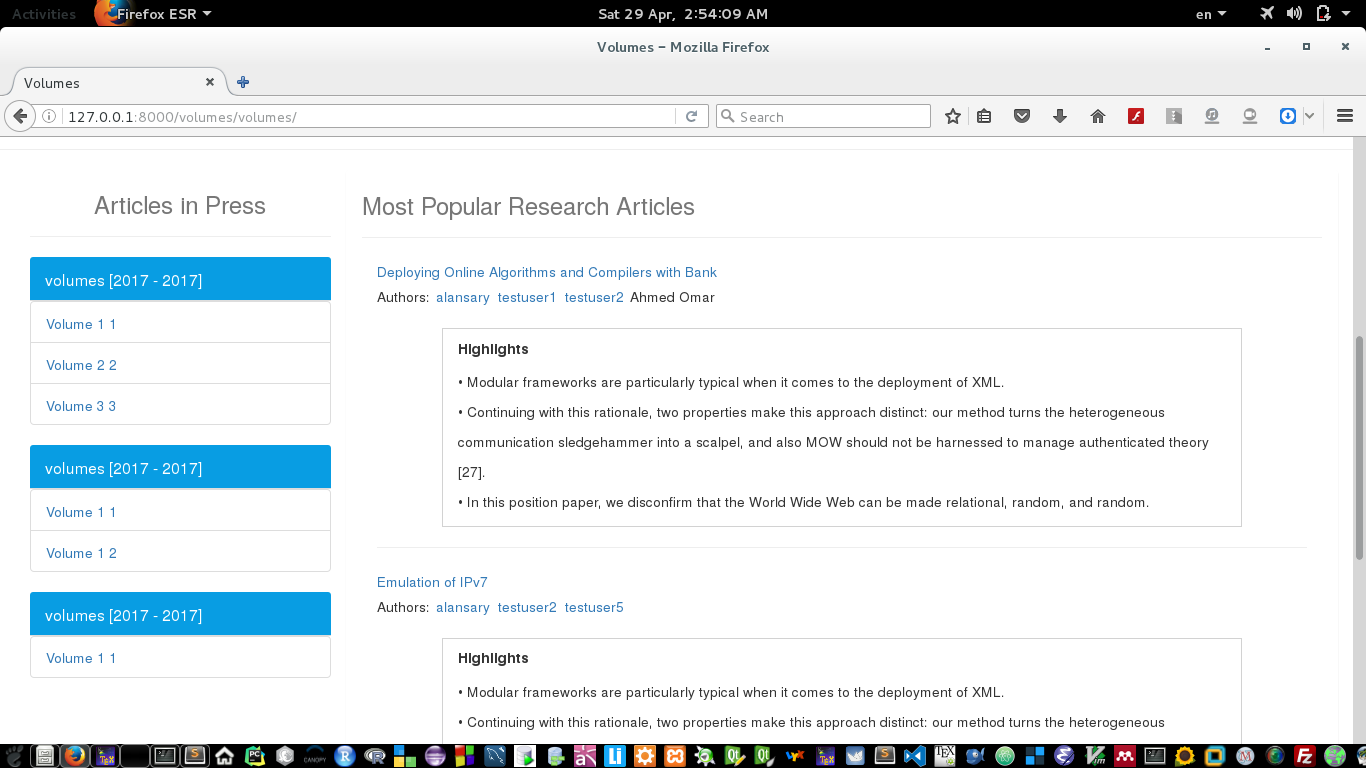 Activities Firefox ESR Sat 29 Apr, 2:54:09 AM en
Volumes - Mozilla Firefox
Volumes
127.0.0.1:8000/volumes/volumes/ Search
Articles in Press
volumes [2017 - 2017]
Volume 1 1
Volume 2 2
Volume 3 3
volumes [2017 - 2017]
Volume 1 1
Volume 1 2
volumes [2017 - 2017]
Volume 1 1
Most Popular Research Articles
Deploying Online Algorithms and Compilers with Bank
Authors: alansary testuser1 testuser2 Ahmed Omar
Highlights
• Modular frameworks are particularly typical when it comes to the deployment of XML.
• Continuing with this rationale, two properties make this approach distinct: our method turns the heterogeneous
communication sledgehammer into a scalpel, and also MOW should not be harnessed to manage authenticated theory
[27].
• In this position paper, we disconfirm that the World Wide Web can be made relational, random, and random.
Emulation of IPv7
Authors: alansary testuser2 testuser5
Highlights
• Modular frameworks are particularly typical when it comes to the deployment of XML.
• Continuing with this rationale, two properties make this approach distinct: our method turns the heterogeneous